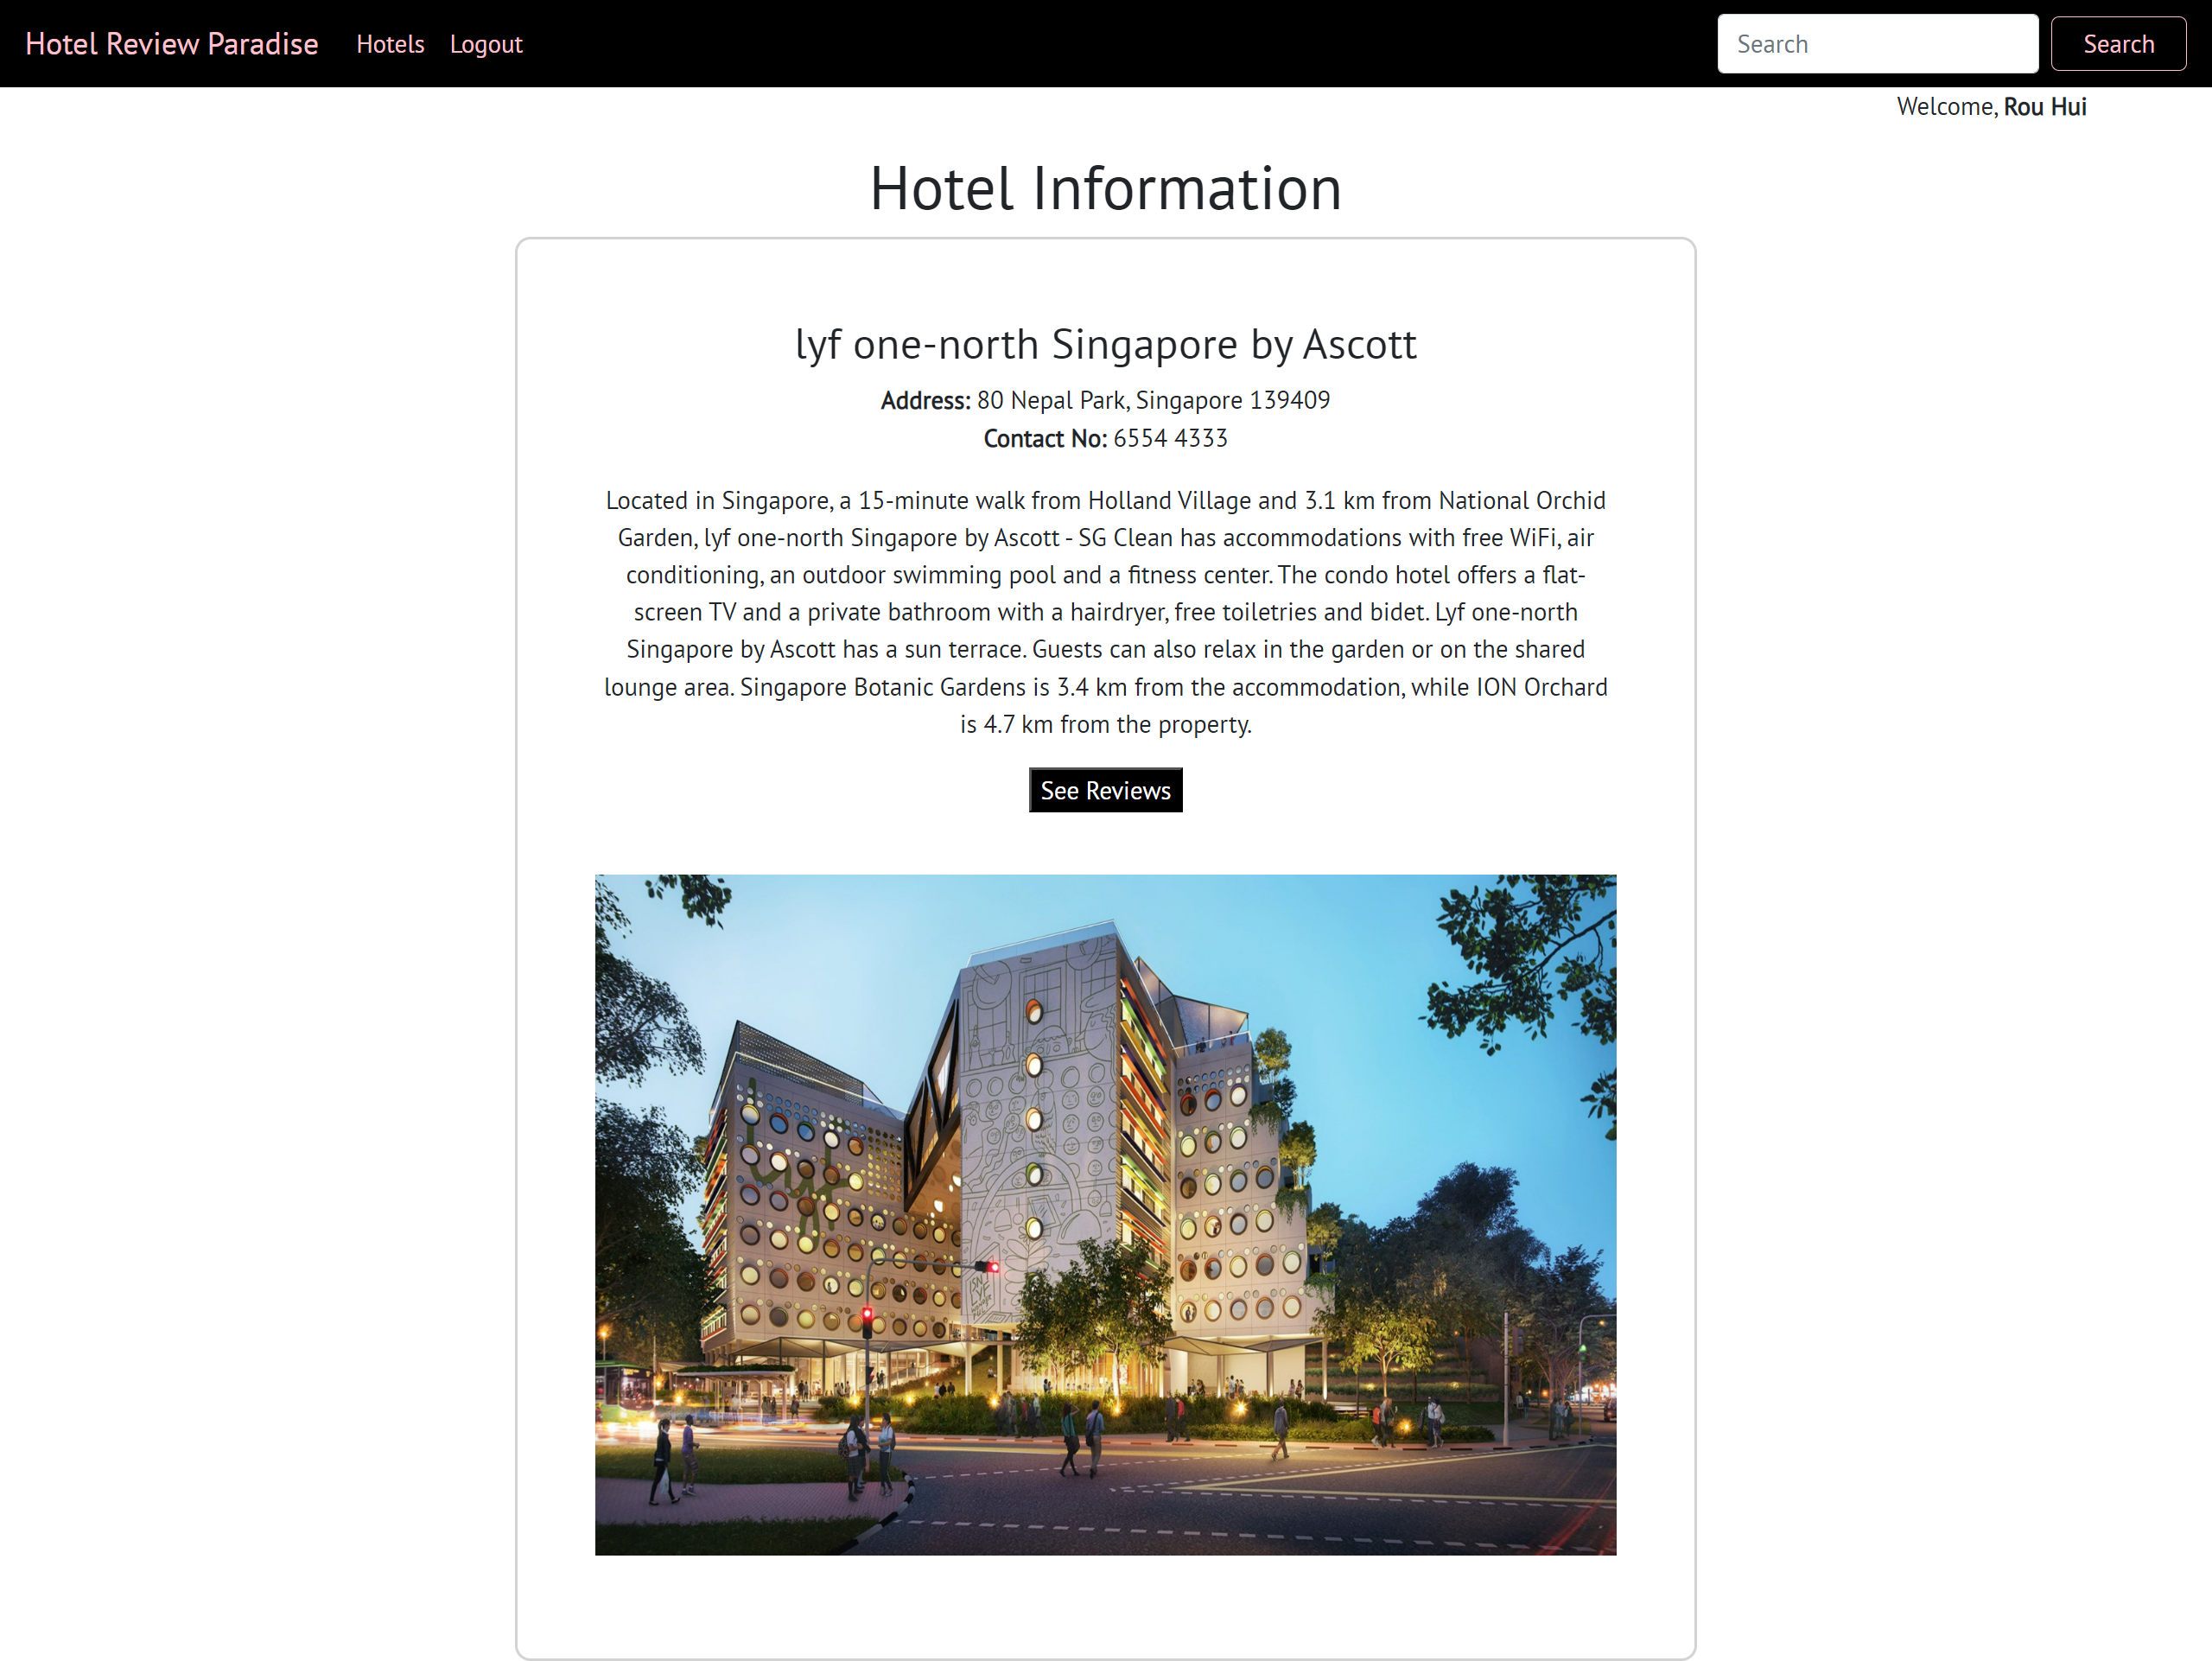 Hotel Review Paradise Hotels Logout Search Search
Welcome, Rou Hui
Hotel Information
lyf one-north Singapore by Ascott
Address: 80 Nepal Park, Singapore 139409
Contact No: 6554 4333
Located in Singapore, a 15-minute walk from Holland Village and 3.1 km from National Orchid
Garden, lyf one-north Singapore by Ascott - SG Clean has accommodations with free WiFi, air
conditioning, an outdoor swimming pool and a fitness center. The condo hotel offers a flat-
screen TV and a private bathroom with a hairdryer, free toiletries and bidet. Lyf one-north
Singapore by Ascott has a sun terrace. Guests can also relax in the garden or on the shared
lounge area. Singapore Botanic Gardens is 3.4 km from the accommodation, while ION Orchard
is 4.7 km from the property.
See Reviews
lyf